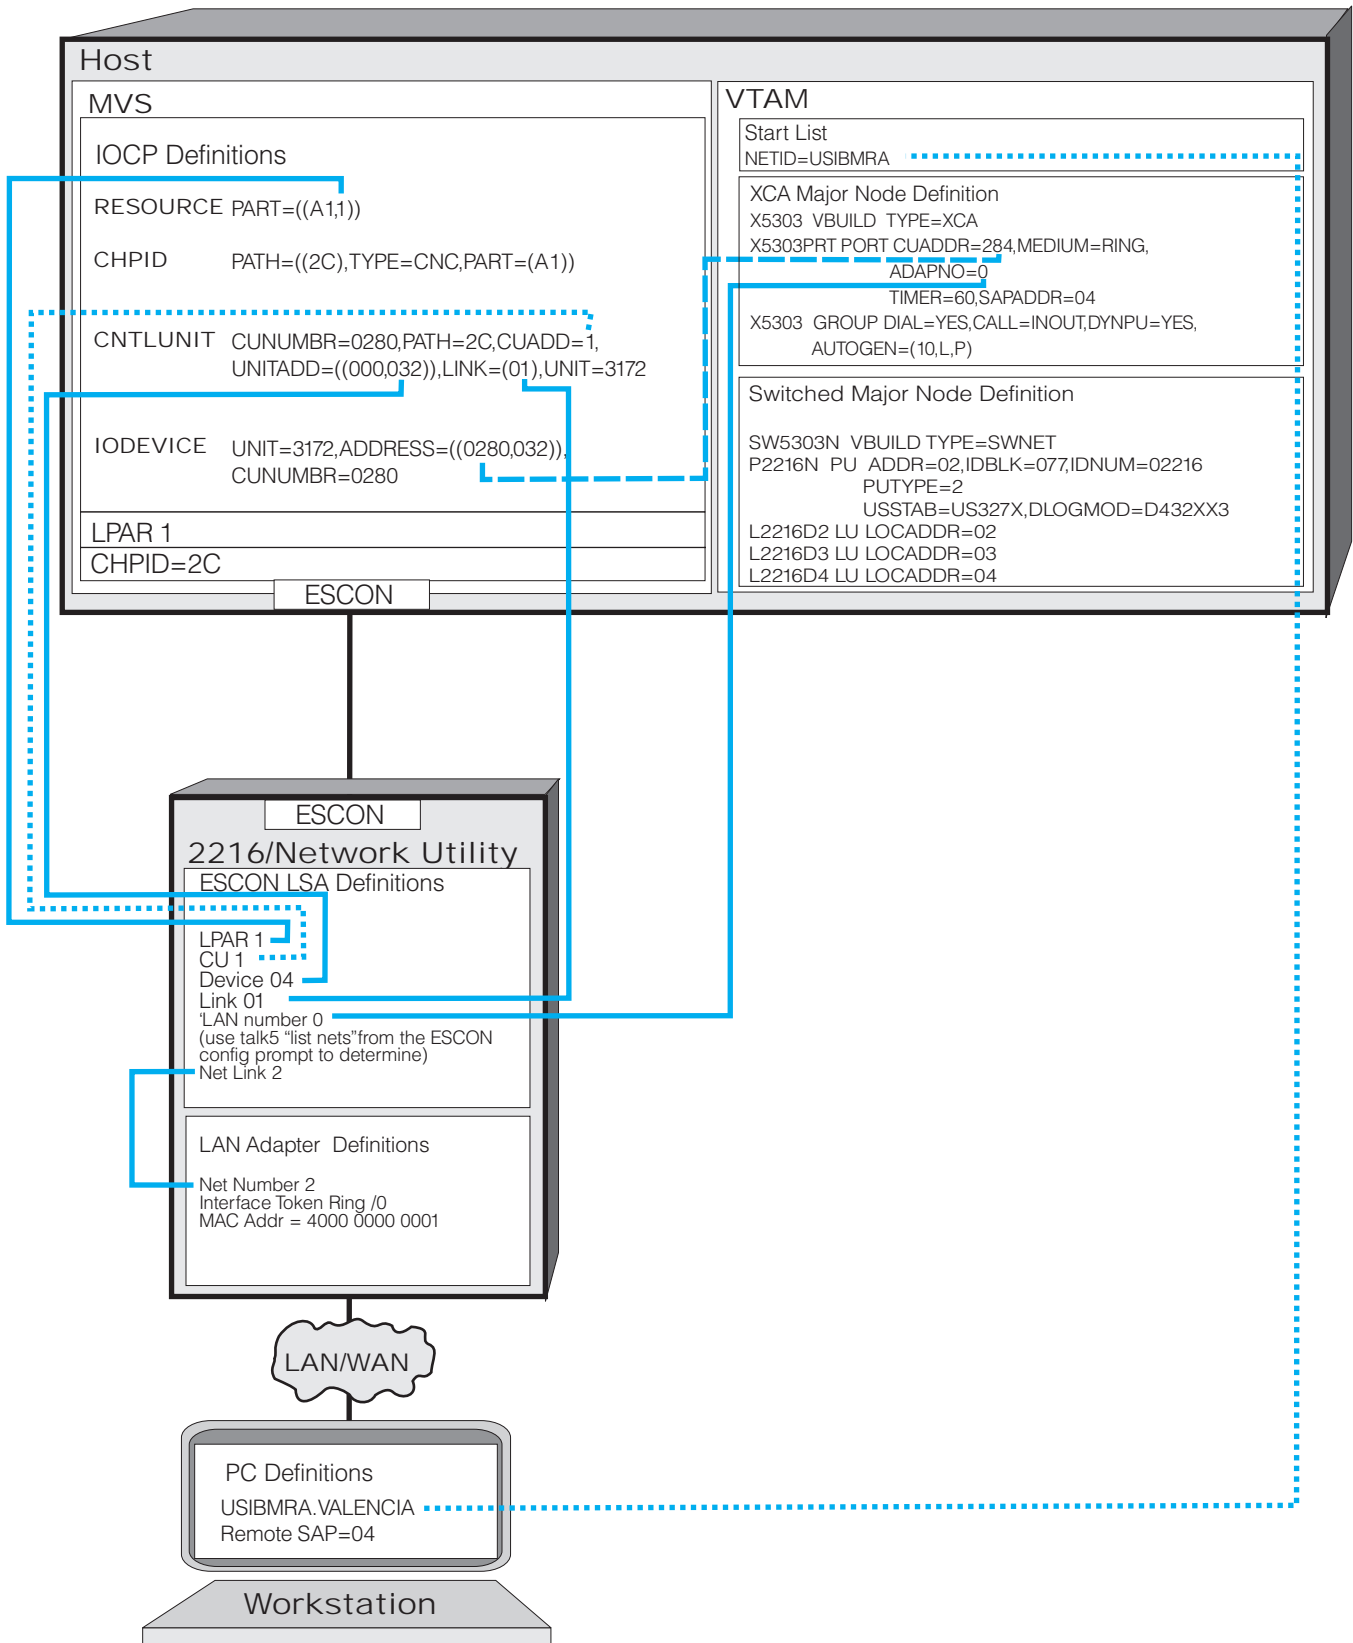 Host
MVS
IOCP Definitions
RESOURCE PART=((A1,1))
CHPID PATH=((2C),TYPE=CNC,PART=(A1))
CNTLUNIT CUNUMBR=0280,PATH=2C,CUADD=1,
UNITADD=((000,032)),LINK=(01),UNIT=3172
IODEVICE UNIT=3172,ADDRESS=((0280,032)),
CUNUMBR=0280
LPAR 1
CHPID=2C
ESCON
VTAM
Start List
NETID=USIBMRA
XCA Major Node Definition
X5303 VBUILD TYPE=XCA
X5303PRT PORT CUADDR=284,MEDIUM=RING,
ADAPNO=0
TIMER=60,SAPADDR=04
X5303 GROUP DIAL=YES,CALL=INOUT,DYNPU=YES,
AUTOGEN=(10,L,P)
Switched Major Node Definition
SW5303N VBUILD TYPE=SWNET
P2216N PU ADDR=02,IDBLK=077,IDNUM=02216
PUTYPE=2
USSTAB=US327X,DLOGMOD=D432XX3
L2216D2 LU LOCADDR=02
L2216D3 LU LOCADDR=03
L2216D4 LU LOCADDR=04
ESCON
2216/Network Utility
ESCON LSA Definitions
LPAR 1
CU 1
Device 04
Link 01
'LAN number 0
(use talk5 “list nets”from the ESCON
config prompt to determine)
Net Link 2
LAN Adapter Definitions
Net Number 2
Interface Token Ring /0
MAC Addr = 4000 0000 0001
LAN/WAN
PC Definitions
USIBMRA.VALENCIA
Remote SAP=04
Workstation